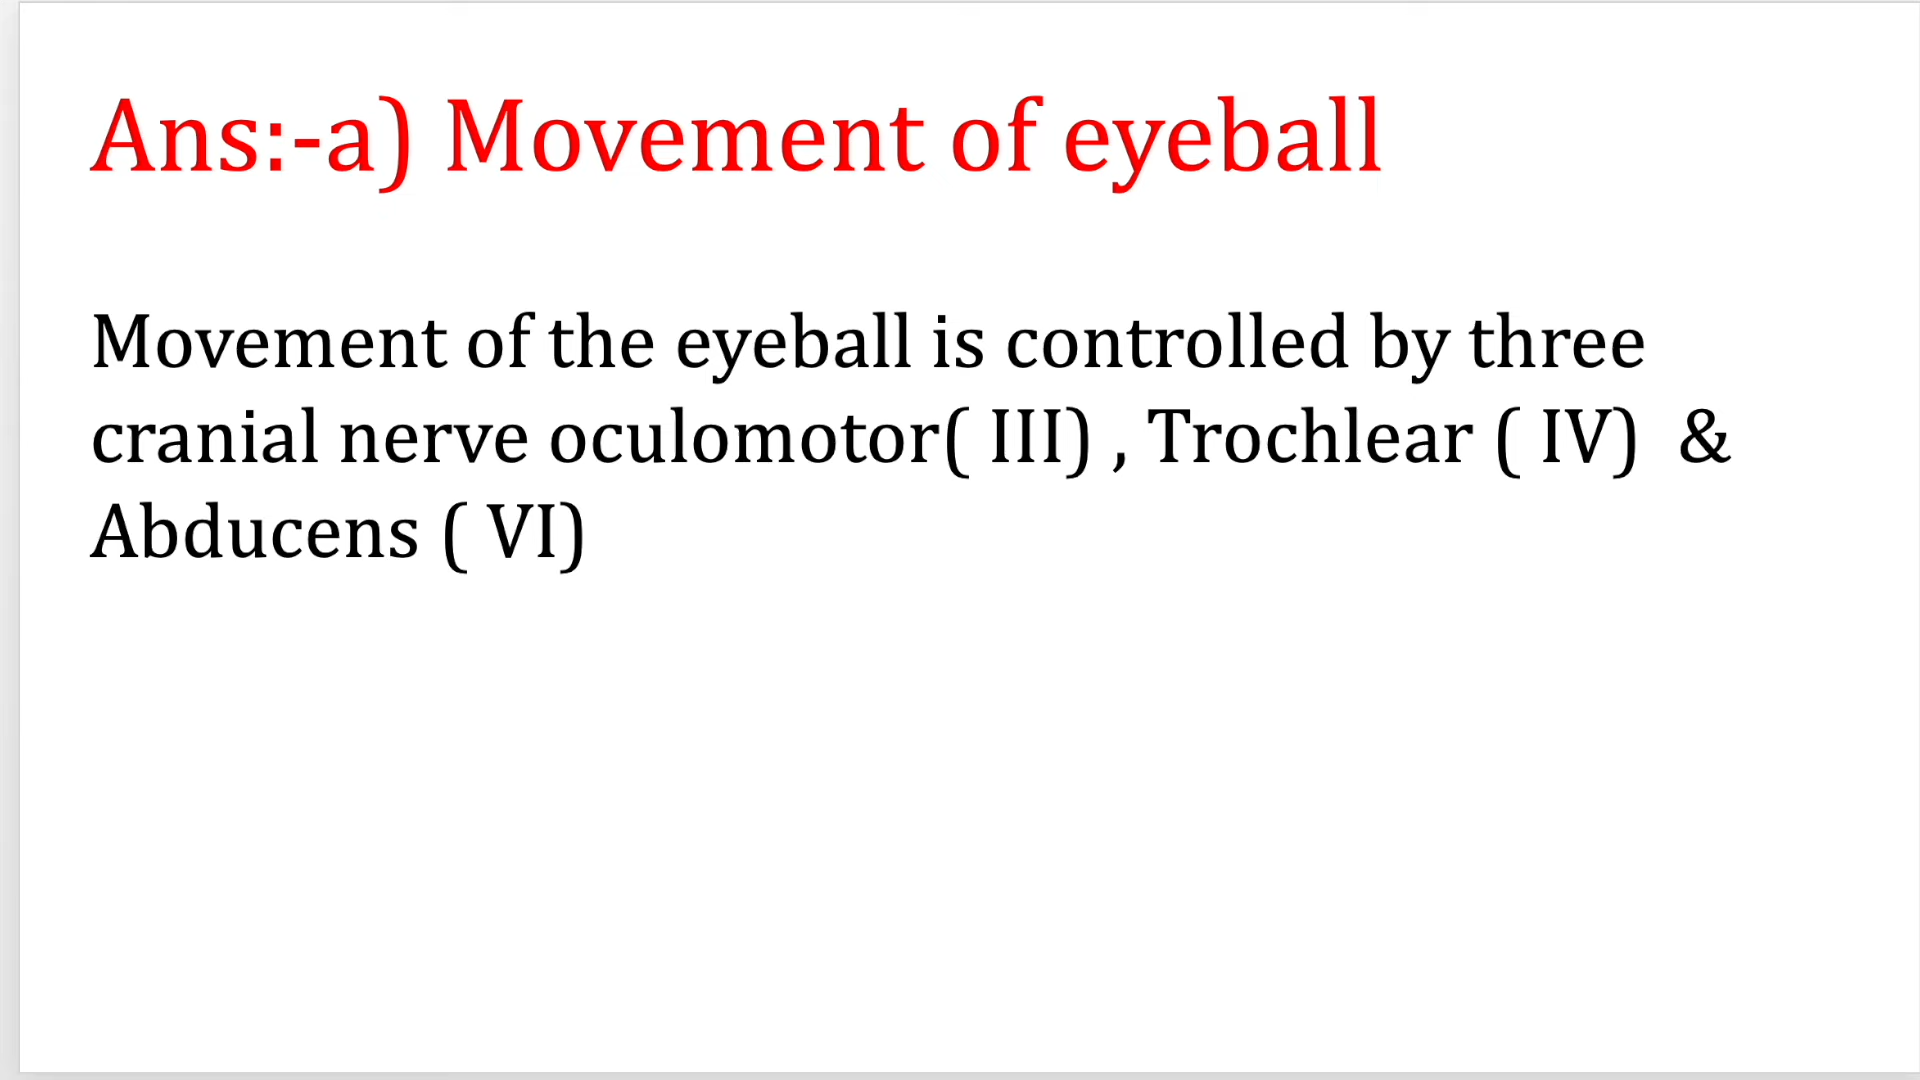 Ans:-a) Movement of eyeball
Movement of the eyeball is controlled by three
cranial nerve oculomotor( III) , Trochlear ( IV)  &
Abducens ( VI)